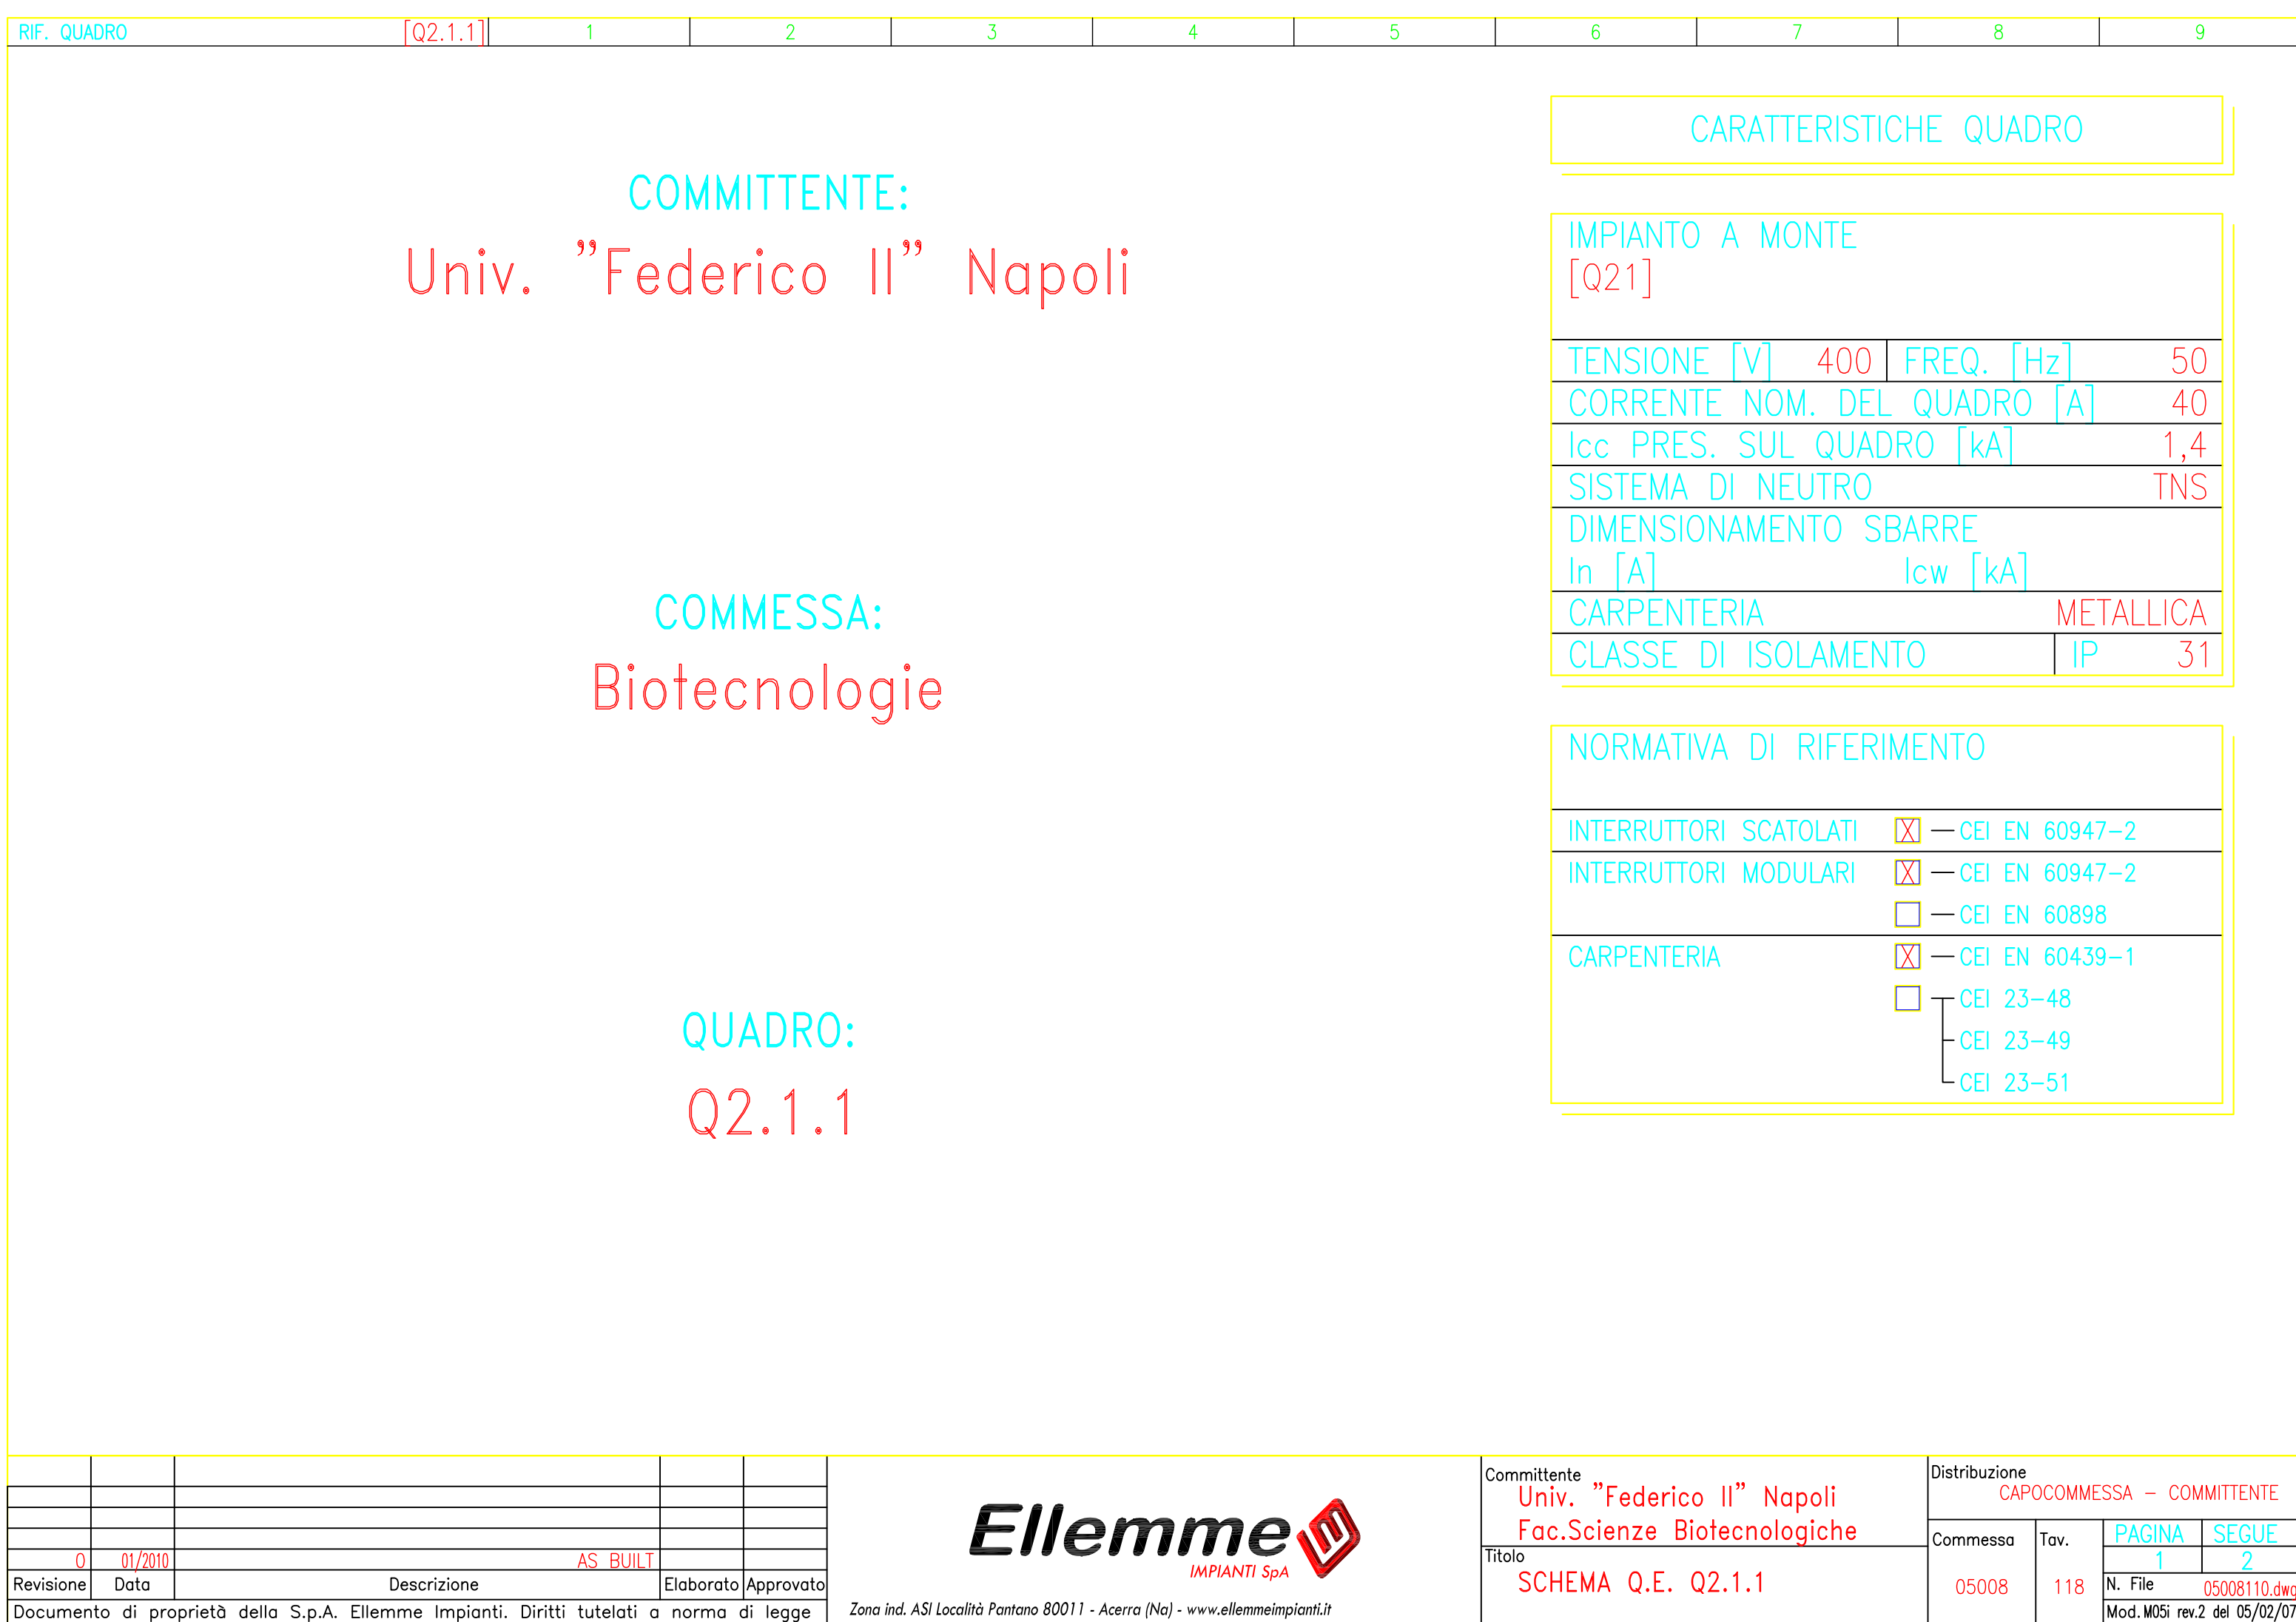 RIF. QUADRO [Q2.1.1] 1 2 3 4 5 6 7 8 9
COMMITTENTE:
Univ. "Federico II" Napoli
COMMESSA:
Biotecnologie
QUADRO:
Q2.1.1
CARATTERISTICHE QUADRO
IMPIANTO A MONTE
[Q21]
TENSIONE [V] 400 FREQ. [Hz] 50
CORRENTE NOM. DEL QUADRO [A] 40
Icc PRES. SUL QUADRO [kA] 1,4
SISTEMA DI NEUTRO TNS
DIMENSIONAMENTO SBARRE
In [A] Icw [kA]
CARPENTERIA METALLICA
CLASSE DI ISOLAMENTO IP 31
NORMATIVA DI RIFERIMENTO
INTERRUTTORI SCATOLATI X CEI EN 60947-2
INTERRUTTORI MODULARI X CEI EN 60947-2
CEI EN 60898
CARPENTERIA X CEI EN 60439-1
CEI 23-48
CEI 23-49
CEI 23-51
0 01/2010 AS BUILT
Revisione Data Descrizione Elaborato Approvato
Documento di proprietà della S.p.A. Ellemme Impianti. Diritti tutelati a norma di legge
Ellemme
IMPIANTI SpA
Zona ind. ASI Località Pantano 80011 - Acerra (Na) - www.ellemmeimpianti.it
Committente
Univ. "Federico II" Napoli
Fac.Scienze Biotecnologiche
Titolo
SCHEMA Q.E. Q2.1.1
Distribuzione
CAPOCOMMESSA - COMMITTENTE
Commessa
05008
Tav.
118
PAGINA SEGUE
1 2
N. File 05008110.dwg
Mod. M05i rev.2 del 05/02/07